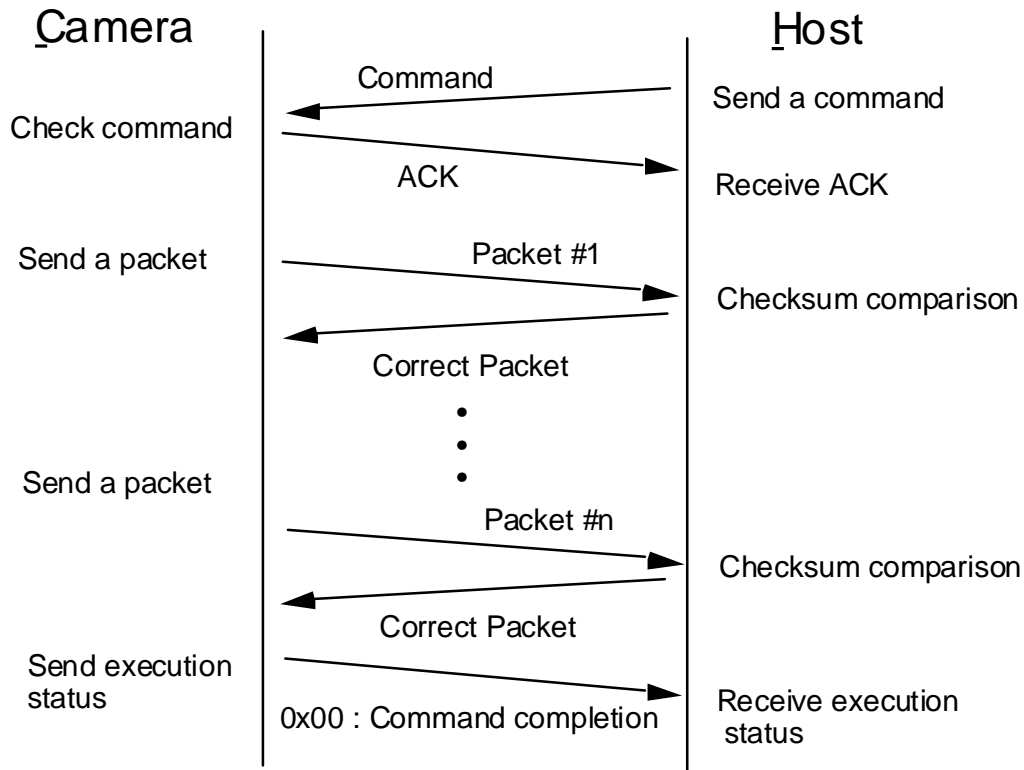 Camera
Host
Command
Send a command
Check command
ACK
Receive ACK
Send a packet
Packet #1
Checksum comparison
Correct Packet
Send a packet
Packet #n
Checksum comparison
Correct Packet
Send execution
status
0x00 : Command completion
Receive execution
status